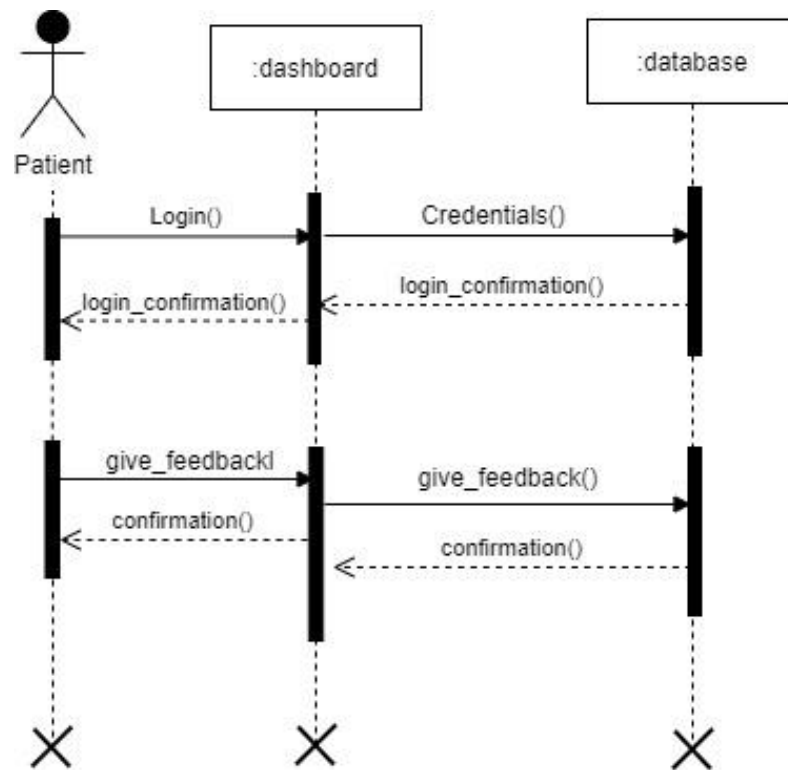 :dashboard
:database
Patient
Login()
Credentials()
login_confirmation()
login_confirmation()
give_feedbackl
give_feedback()
confirmation()
confirmation()